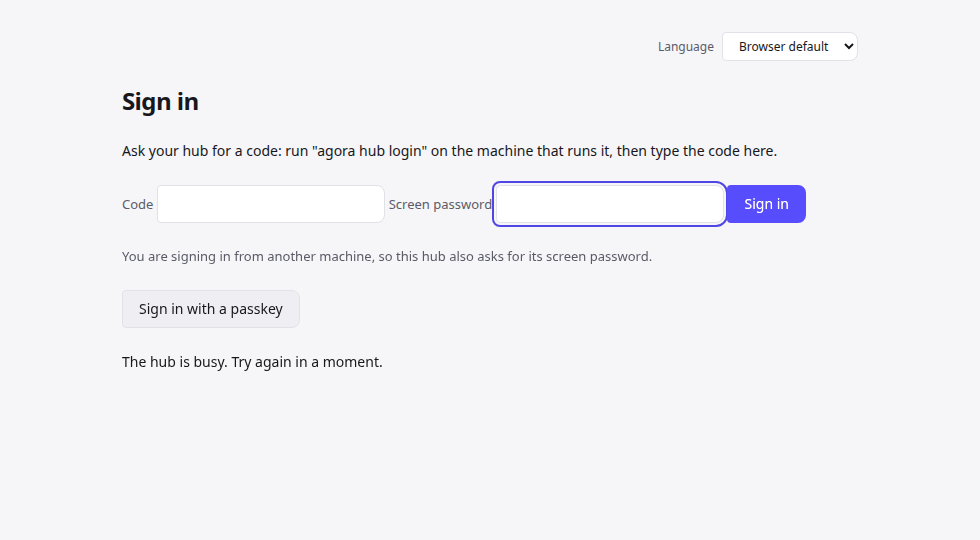 Language Browser default
Sign in
Ask your hub for a code: run "agora hub login" on the machine that runs it, then type the code here.
Code Screen password Sign in
You are signing in from another machine, so this hub also asks for its screen password.
Sign in with a passkey
The hub is busy. Try again in a moment.